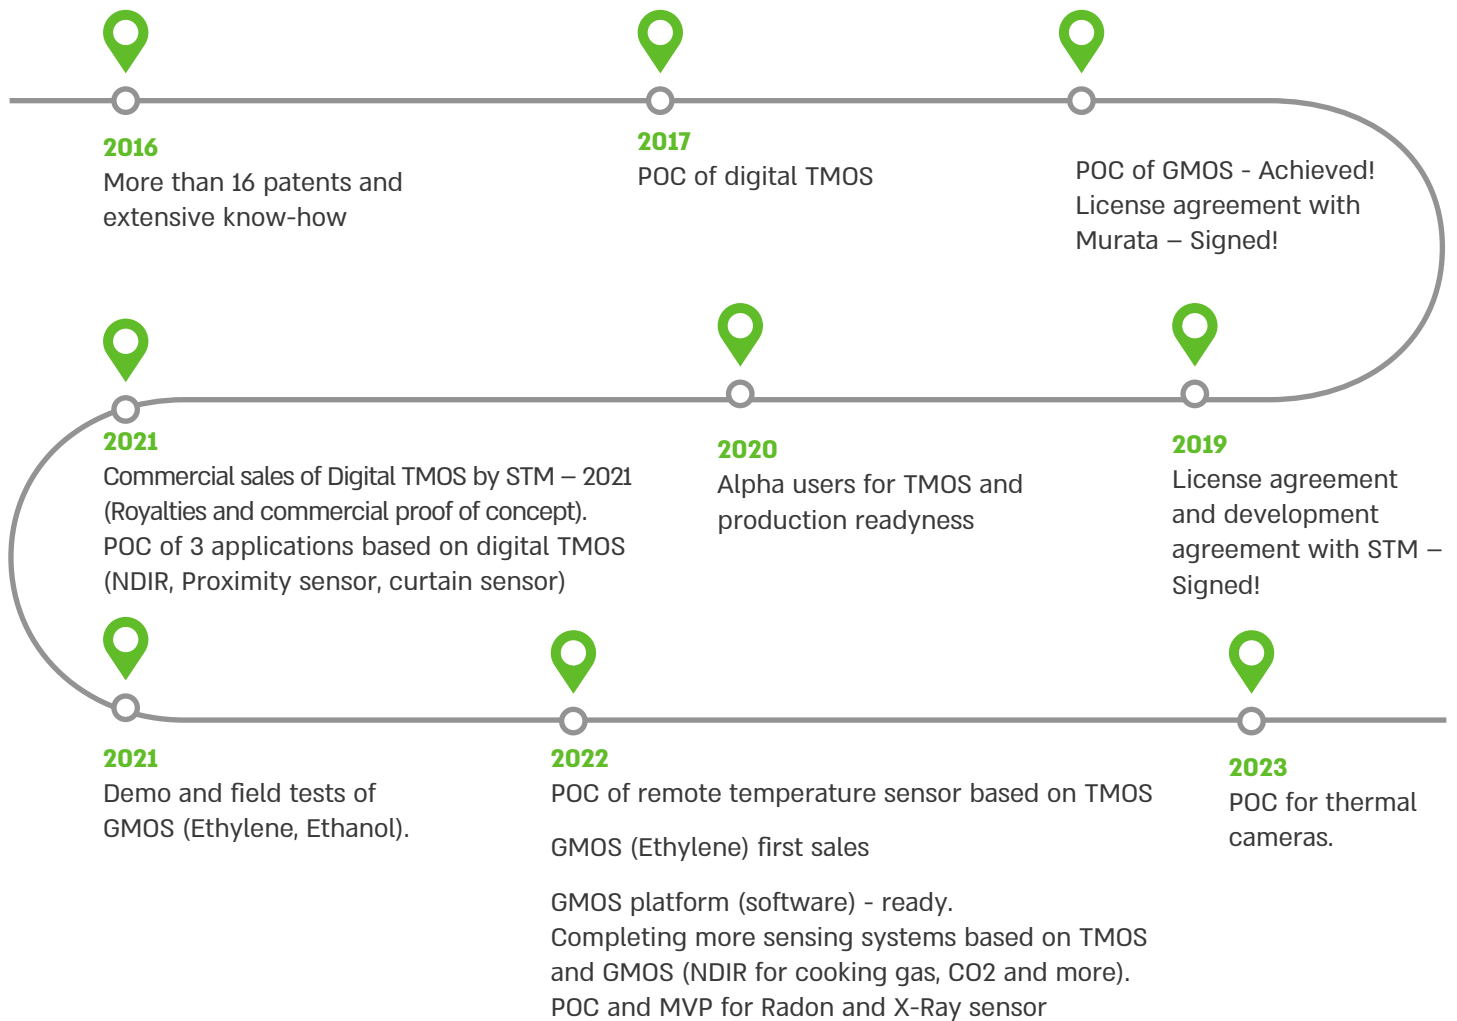 2016
More than 16 patents and
extensive know-how
2017
POC of digital TMOS
POC of GMOS - Achieved!
License agreement with
Murata – Signed!
2019
License agreement
and development
agreement with STM –
Signed!
2020
Alpha users for TMOS and
production readyness
2021
Commercial sales of Digital TMOS by STM – 2021
(Royalties and commercial proof of concept).
POC of 3 applications based on digital TMOS
(NDIR, Proximity sensor, curtain sensor)
2021
Demo and field tests of
GMOS (Ethylene, Ethanol).
2022
POC of remote temperature sensor based on TMOS
GMOS (Ethylene) first sales
GMOS platform (software) - ready.
Completing more sensing systems based on TMOS
and GMOS (NDIR for cooking gas, CO2 and more).
POC and MVP for Radon and X-Ray sensor
2023
POC for thermal
cameras.